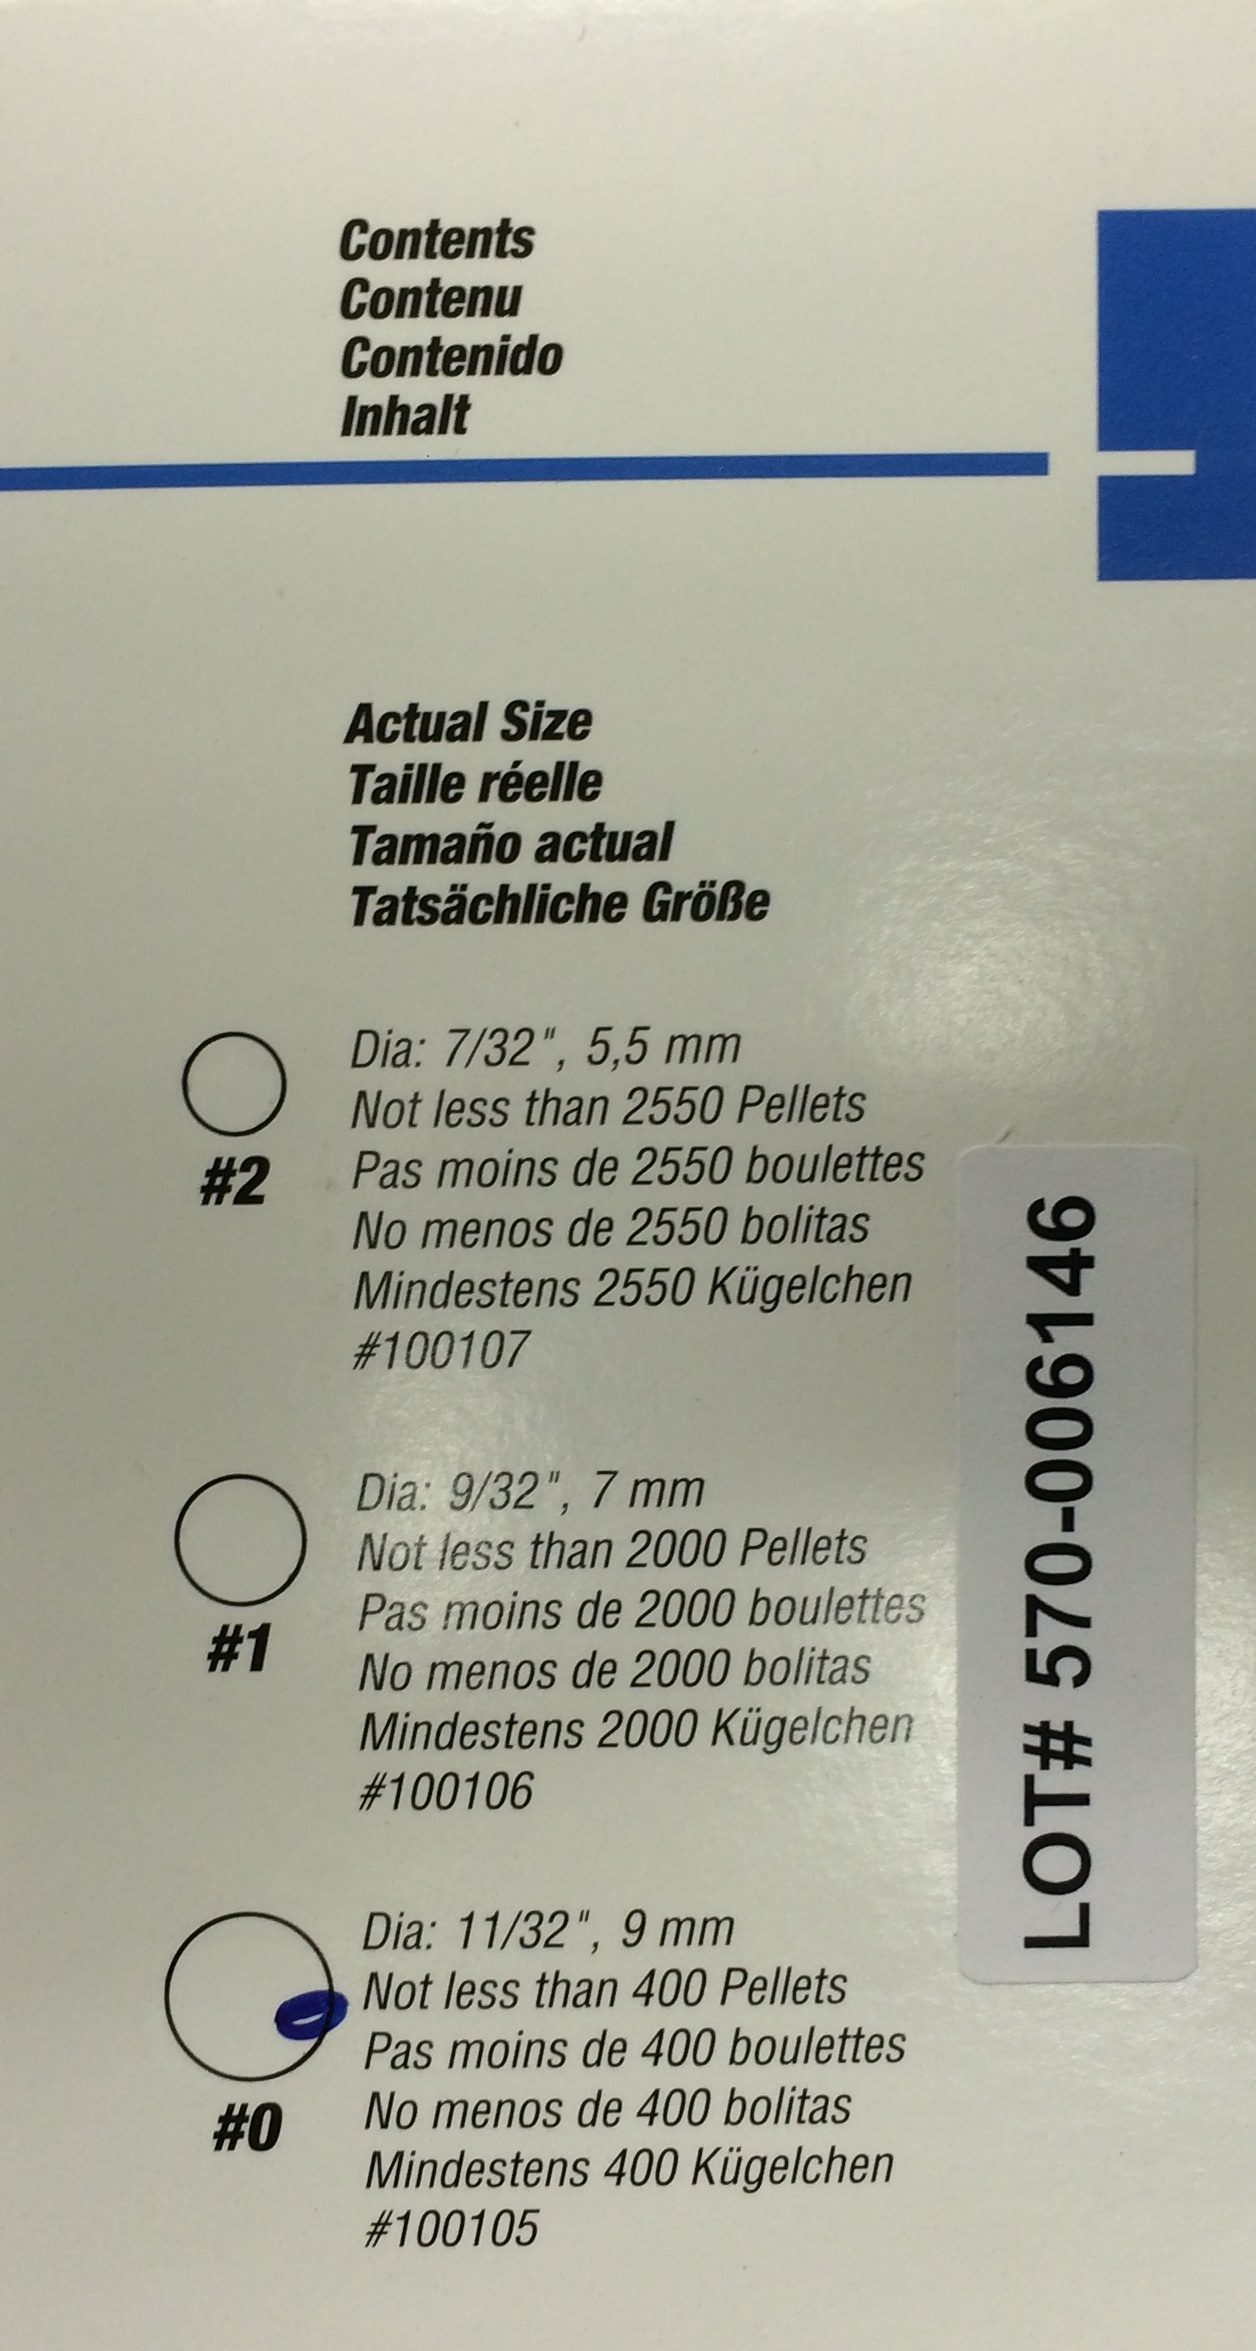 Contents
Contenu
Contenido
Inhalt
Actual Size
Taille réelle
Tamaño actual
Tatsächliche Größe
Dia: 7/32", 5,5 mm
Not less than 2550 Pellets
Pas moins de 2550 boulettes
No menos de 2550 bolitas
Mindestens 2550 Kügelchen
#100107
#2
Dia: 9/32", 7 mm
Not less than 2000 Pellets
Pas moins de 2000 boulettes
No menos de 2000 bolitas
Mindestens 2000 Kügelchen
#100106
#1
Dia: 11/32", 9 mm
Not less than 400 Pellets
Pas moins de 400 boulettes
No menos de 400 bolitas
Mindestens 400 Kügelchen
#100105
#0
LOT# 570-006146